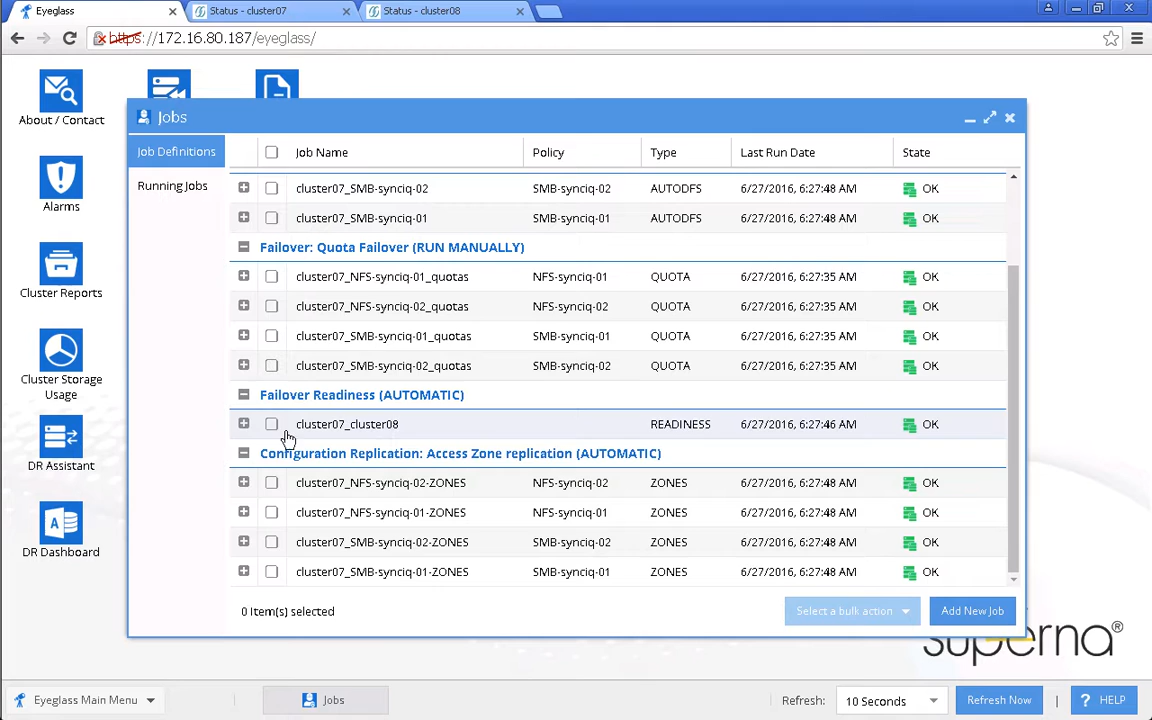 Eyeglass
Status - cluster07
Status - cluster08
https://172.16.80.187/eyeglass/
About / Contact
Alarms
Cluster Reports
Cluster Storage
Usage
DR Assistant
DR Dashboard
Jobs
Job Definitions
Running Jobs
Job Name Policy Type Last Run Date State
cluster07_SMB-synciq-02 SMB-synciq-02 AUTODFS 6/27/2016, 6:27:48 AM OK
cluster07_SMB-synciq-01 SMB-synciq-01 AUTODFS 6/27/2016, 6:27:48 AM OK
Failover: Quota Failover (RUN MANUALLY)
cluster07_NFS-synciq-01_quotas NFS-synciq-01 QUOTA 6/27/2016, 6:27:35 AM OK
cluster07_NFS-synciq-02_quotas NFS-synciq-02 QUOTA 6/27/2016, 6:27:35 AM OK
cluster07_SMB-synciq-01_quotas SMB-synciq-01 QUOTA 6/27/2016, 6:27:35 AM OK
cluster07_SMB-synciq-02_quotas SMB-synciq-02 QUOTA 6/27/2016, 6:27:35 AM OK
Failover Readiness (AUTOMATIC)
cluster07_cluster08 READINESS 6/27/2016, 6:27:46 AM OK
Configuration Replication: Access Zone replication (AUTOMATIC)
cluster07_NFS-synciq-02-ZONES NFS-synciq-02 ZONES 6/27/2016, 6:27:48 AM OK
cluster07_NFS-synciq-01-ZONES NFS-synciq-01 ZONES 6/27/2016, 6:27:48 AM OK
cluster07_SMB-synciq-02-ZONES SMB-synciq-02 ZONES 6/27/2016, 6:27:48 AM OK
cluster07_SMB-synciq-01-ZONES SMB-synciq-01 ZONES 6/27/2016, 6:27:48 AM OK
0 Item(s) selected
Select a bulk action
Add New Job
superna®
Eyeglass Main Menu
Jobs
Refresh: 10 Seconds
Refresh Now
HELP